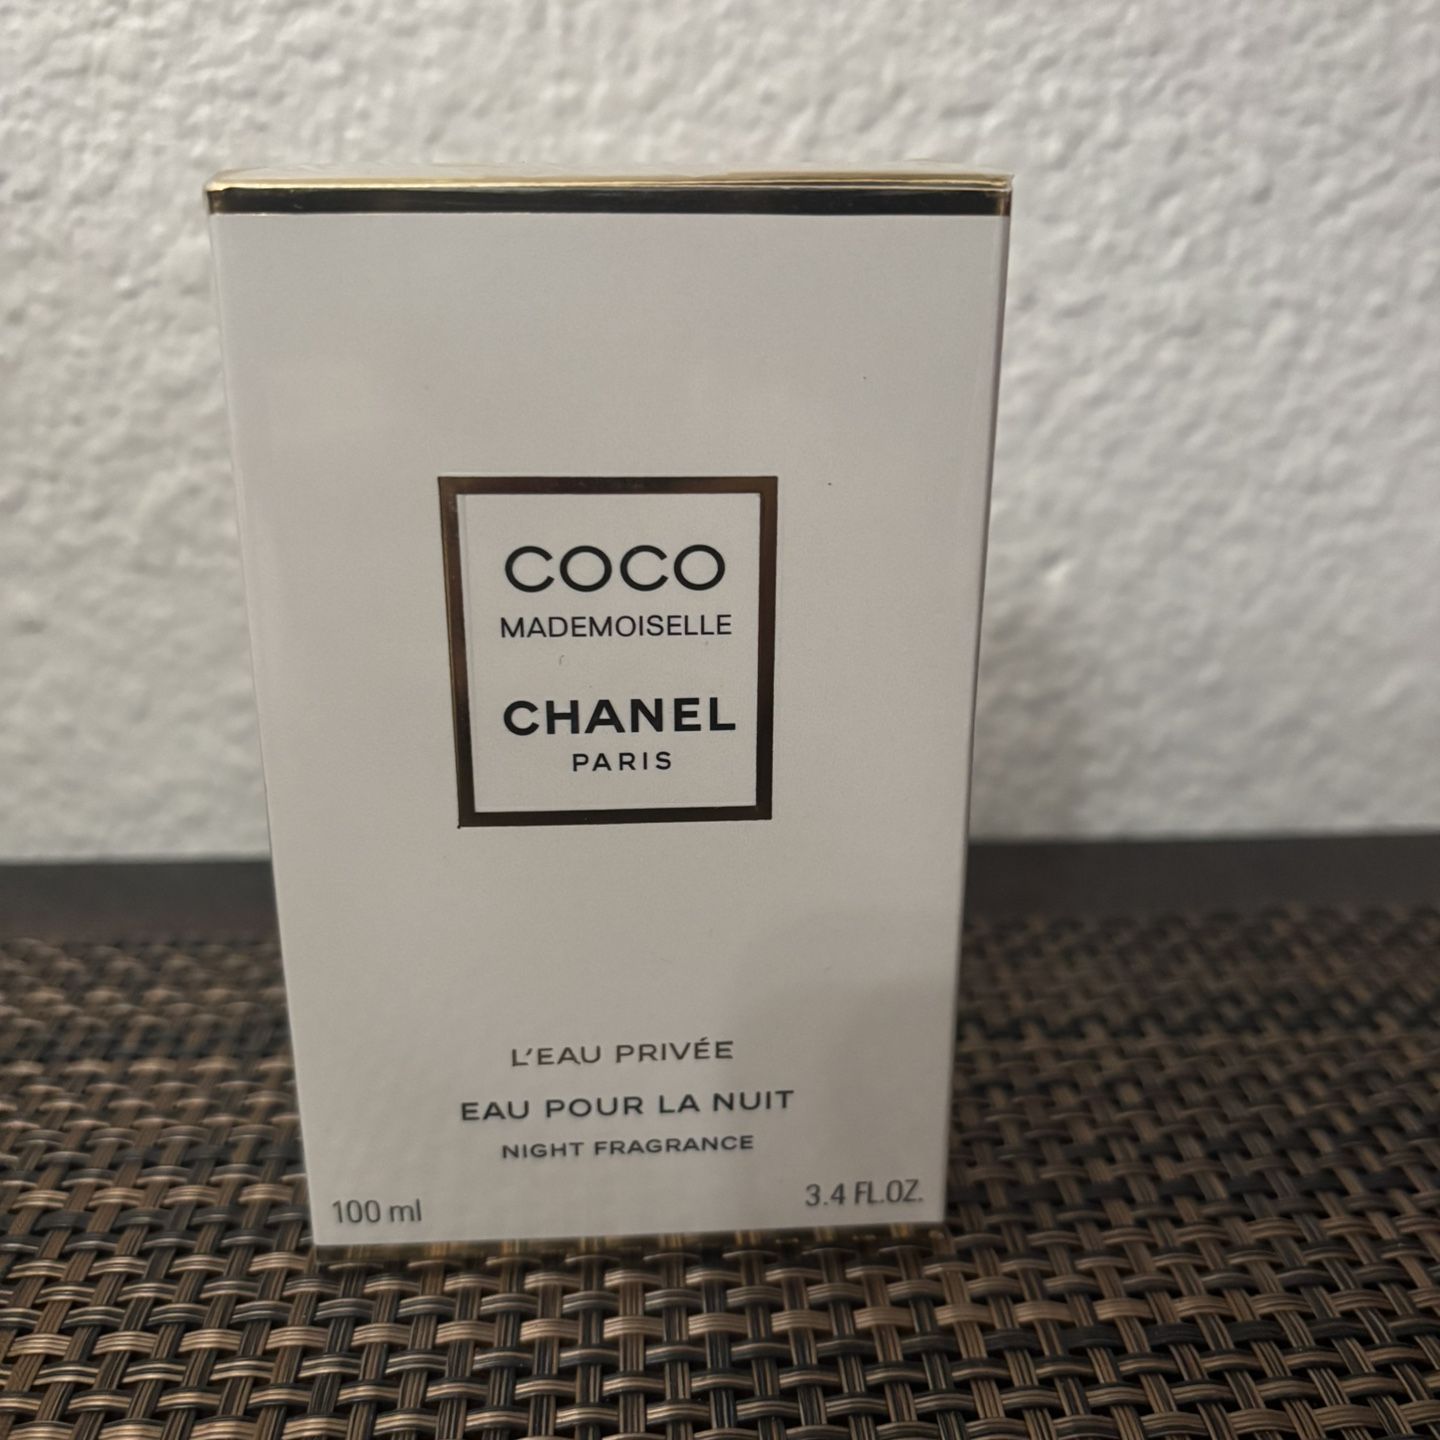 COCO
MADEMOISELLE
CHANEL
PARIS
L'EAU PRIVÉE
EAU POUR LA NUIT
NIGHT FRAGRANCE
100 ml 3.4 FL.OZ.